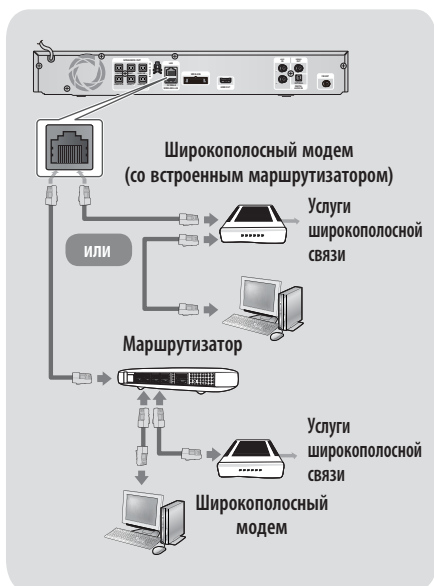 Широкополосный модем
(со встроенным маршрутизатором)
Услуги
широкополосной
связи
или
Маршрутизатор
Услуги
широкополосной
связи
Широкополосный
модем